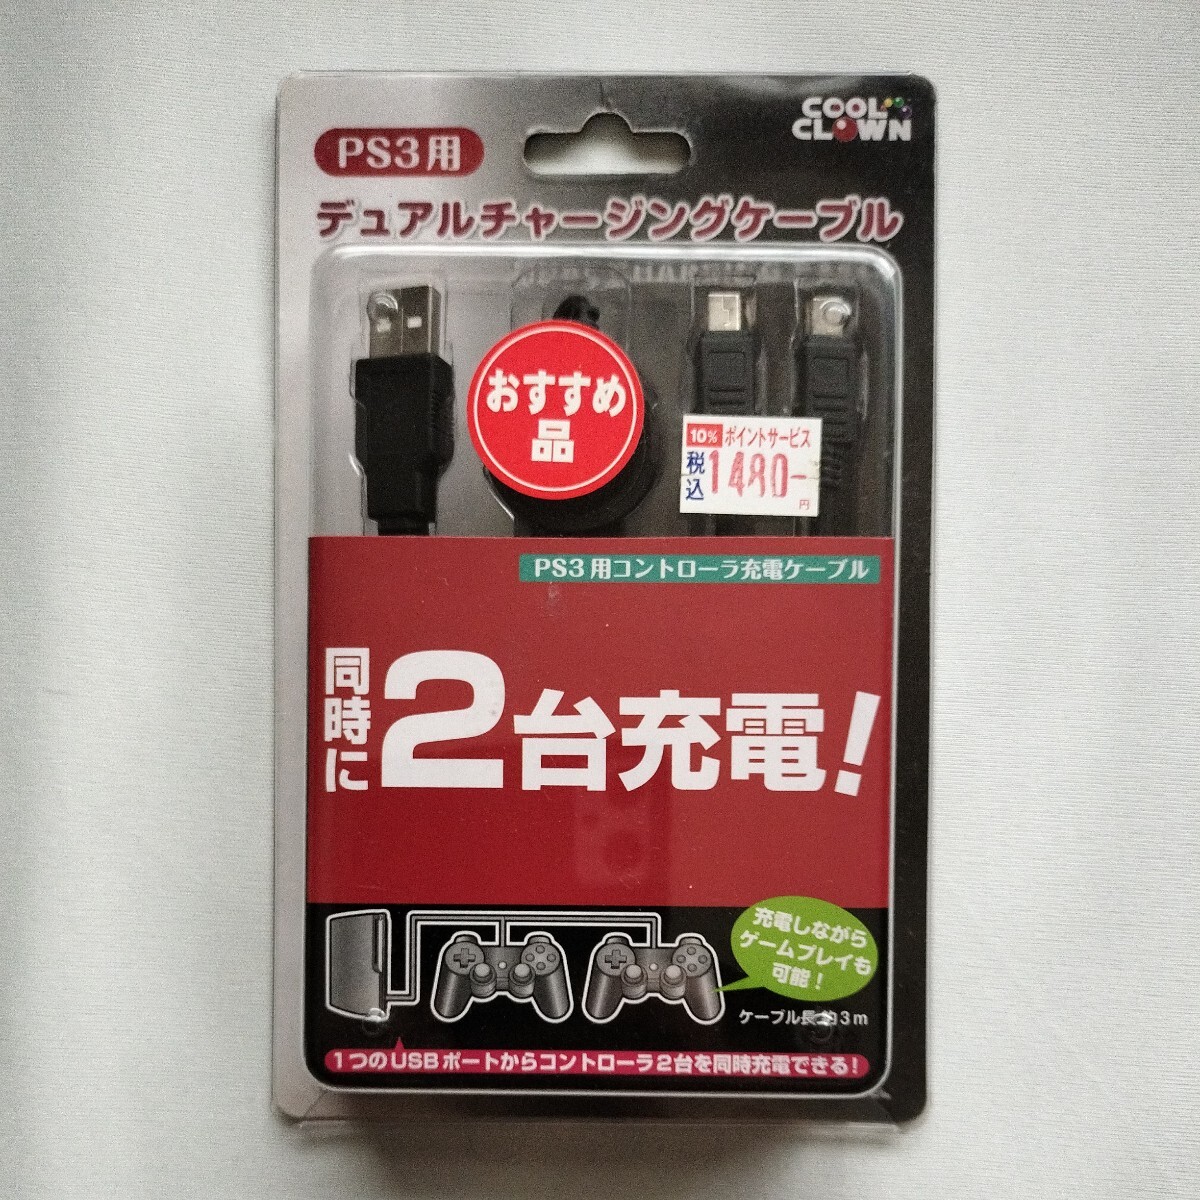 COOL
CLOWN
PS3用
デュアルチャージングケーブル
おすすめ
品
10% ポイントサービス
税込 1480-
円
PS3用コントローラ充電ケーブル
同時に2台充電!
充電しながら
ゲームプレイも
可能!
ケーブル長 約3m
1つのUSBポートからコントローラ2台を同時充電できる!